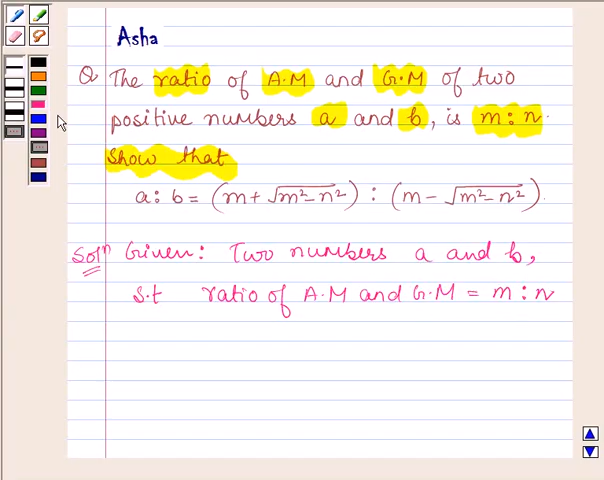 Asha
Q The ratio of A.M and G.M of two
positive numbers a and b, is m : n.
Show that
a : b = (m + √m²-n²) : (m - √m²-n²).
Solⁿ Given : Two numbers a and b,
s.t ratio of A.M and G.M = m : n